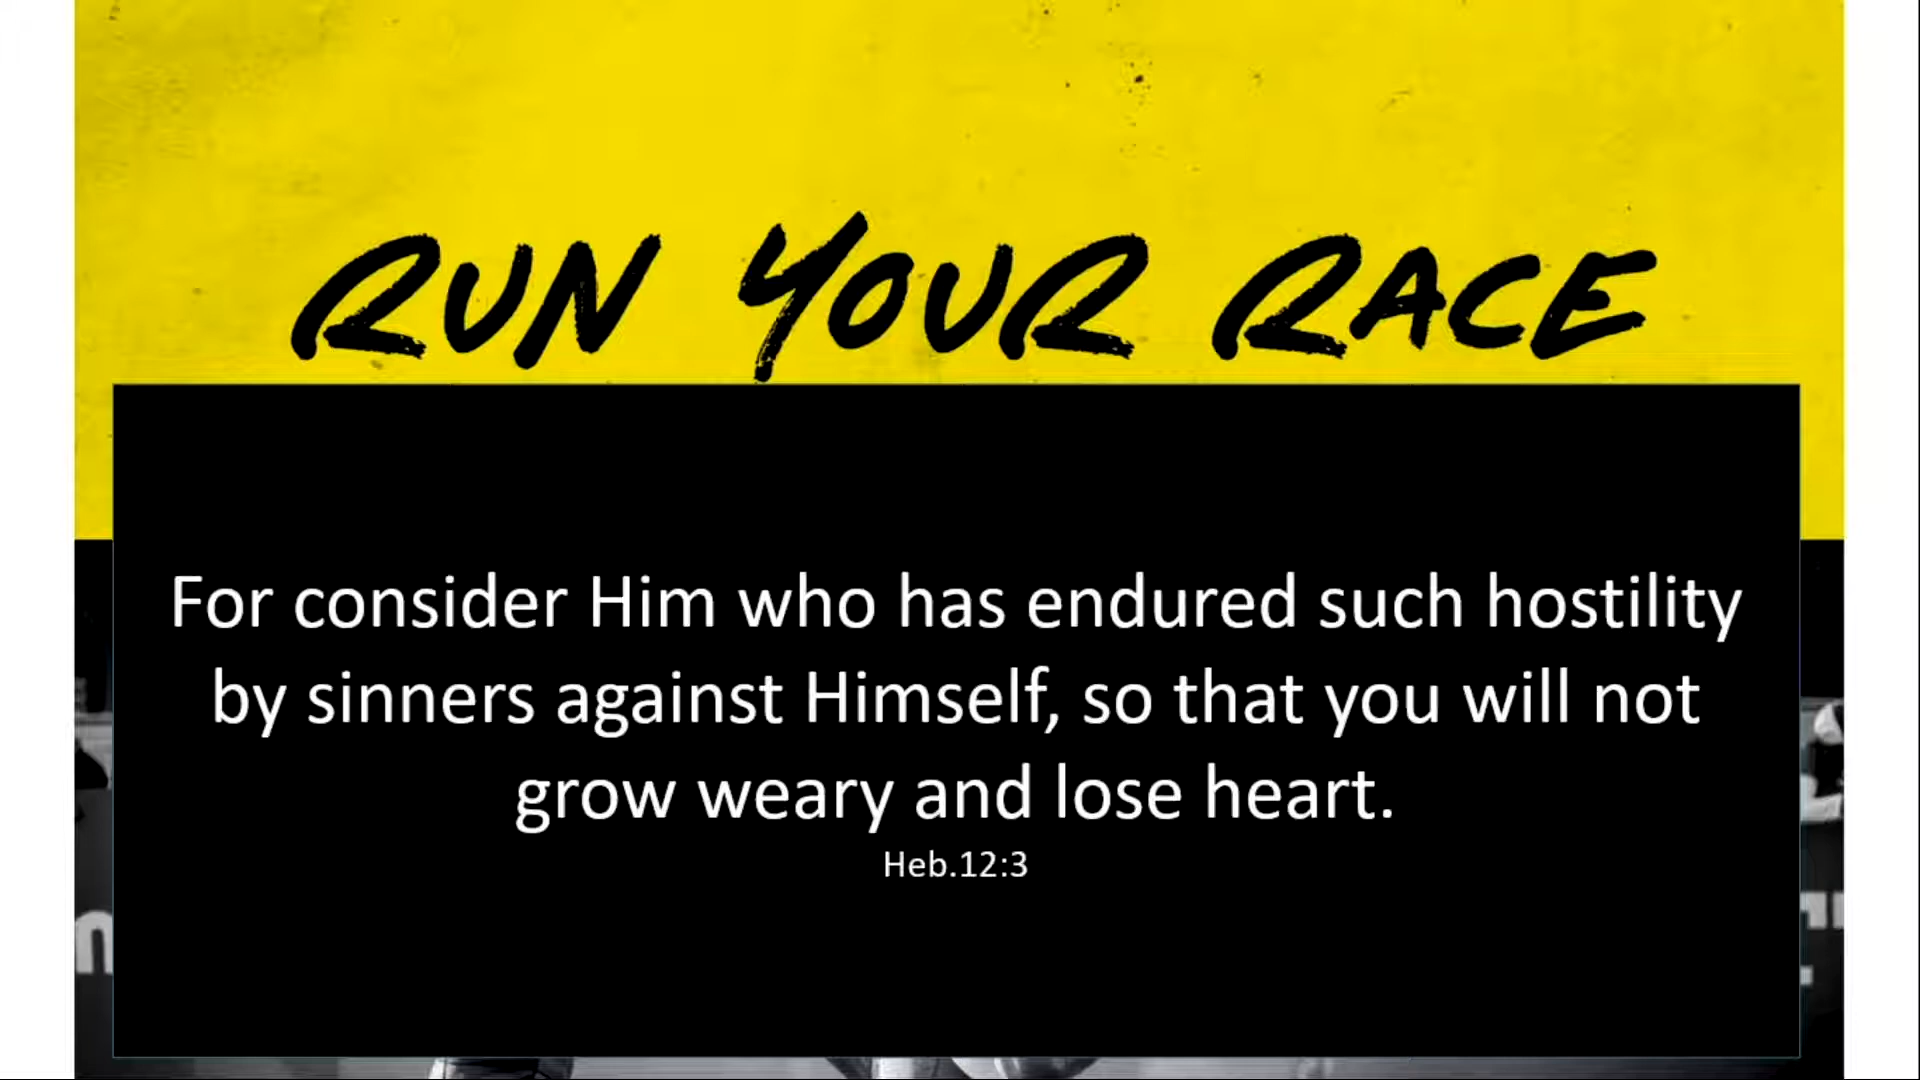 RUN YOUR RACE
For consider Him who has endured such hostility
by sinners against Himself, so that you will not
grow weary and lose heart.
Heb.12:3